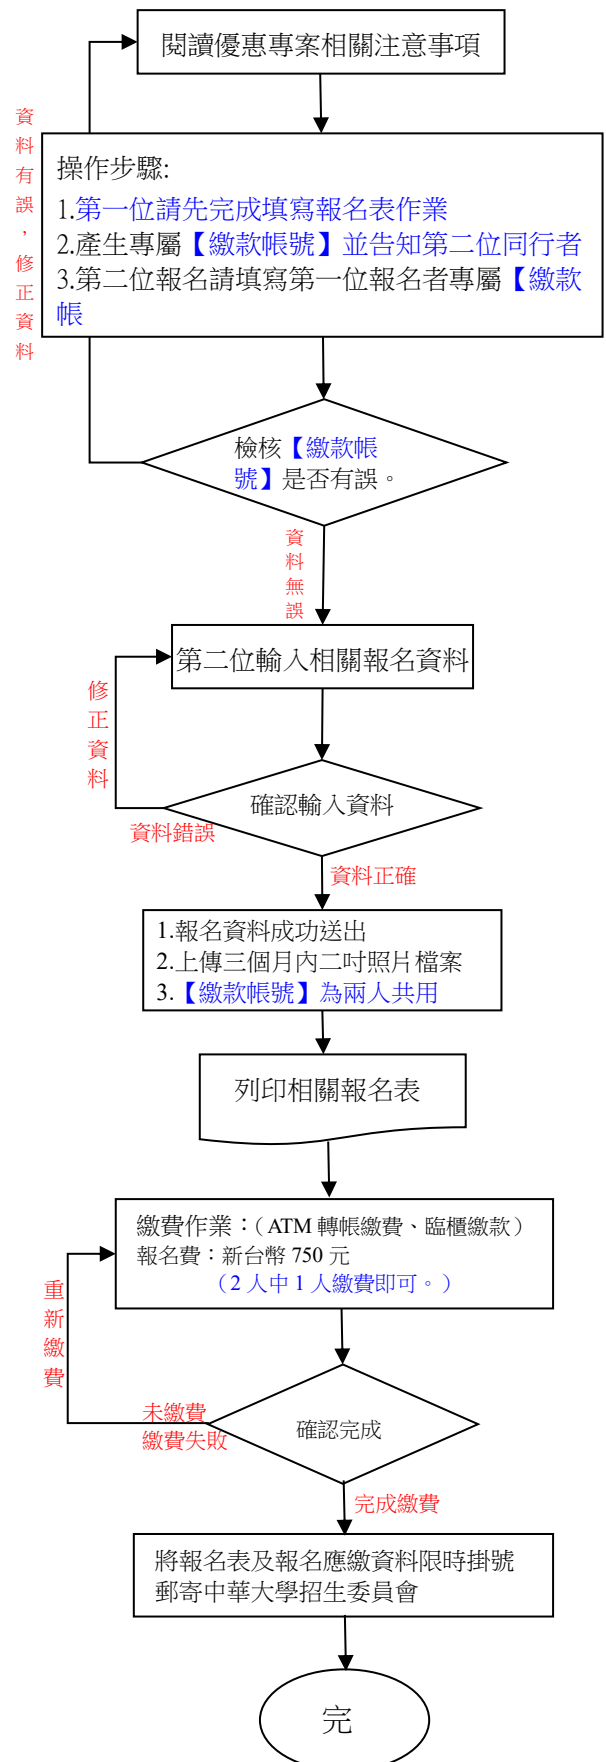 閱讀優惠專案相關注意事項
資料有誤，修正資料
操作步驟:
1.第一位請先完成填寫報名表作業
2.產生專屬【繳款帳號】並告知第二位同行者
3.第二位報名請填寫第一位報名者專屬【繳款
帳
檢核【繳款帳
號】是否有誤。
資料無誤
第二位輸入相關報名資料
修正資料
確認輸入資料
資料錯誤
資料正確
1.報名資料成功送出
2.上傳三個月內二吋照片檔案
3.【繳款帳號】為兩人共用
列印相關報名表
繳費作業：（ATM 轉帳繳費、臨櫃繳款）
報名費：新台幣 750 元
（2 人中 1 人繳費即可。）
重新繳費
未繳費
繳費失敗
確認完成
完成繳費
將報名表及報名應繳資料限時掛號
郵寄中華大學招生委員會
完